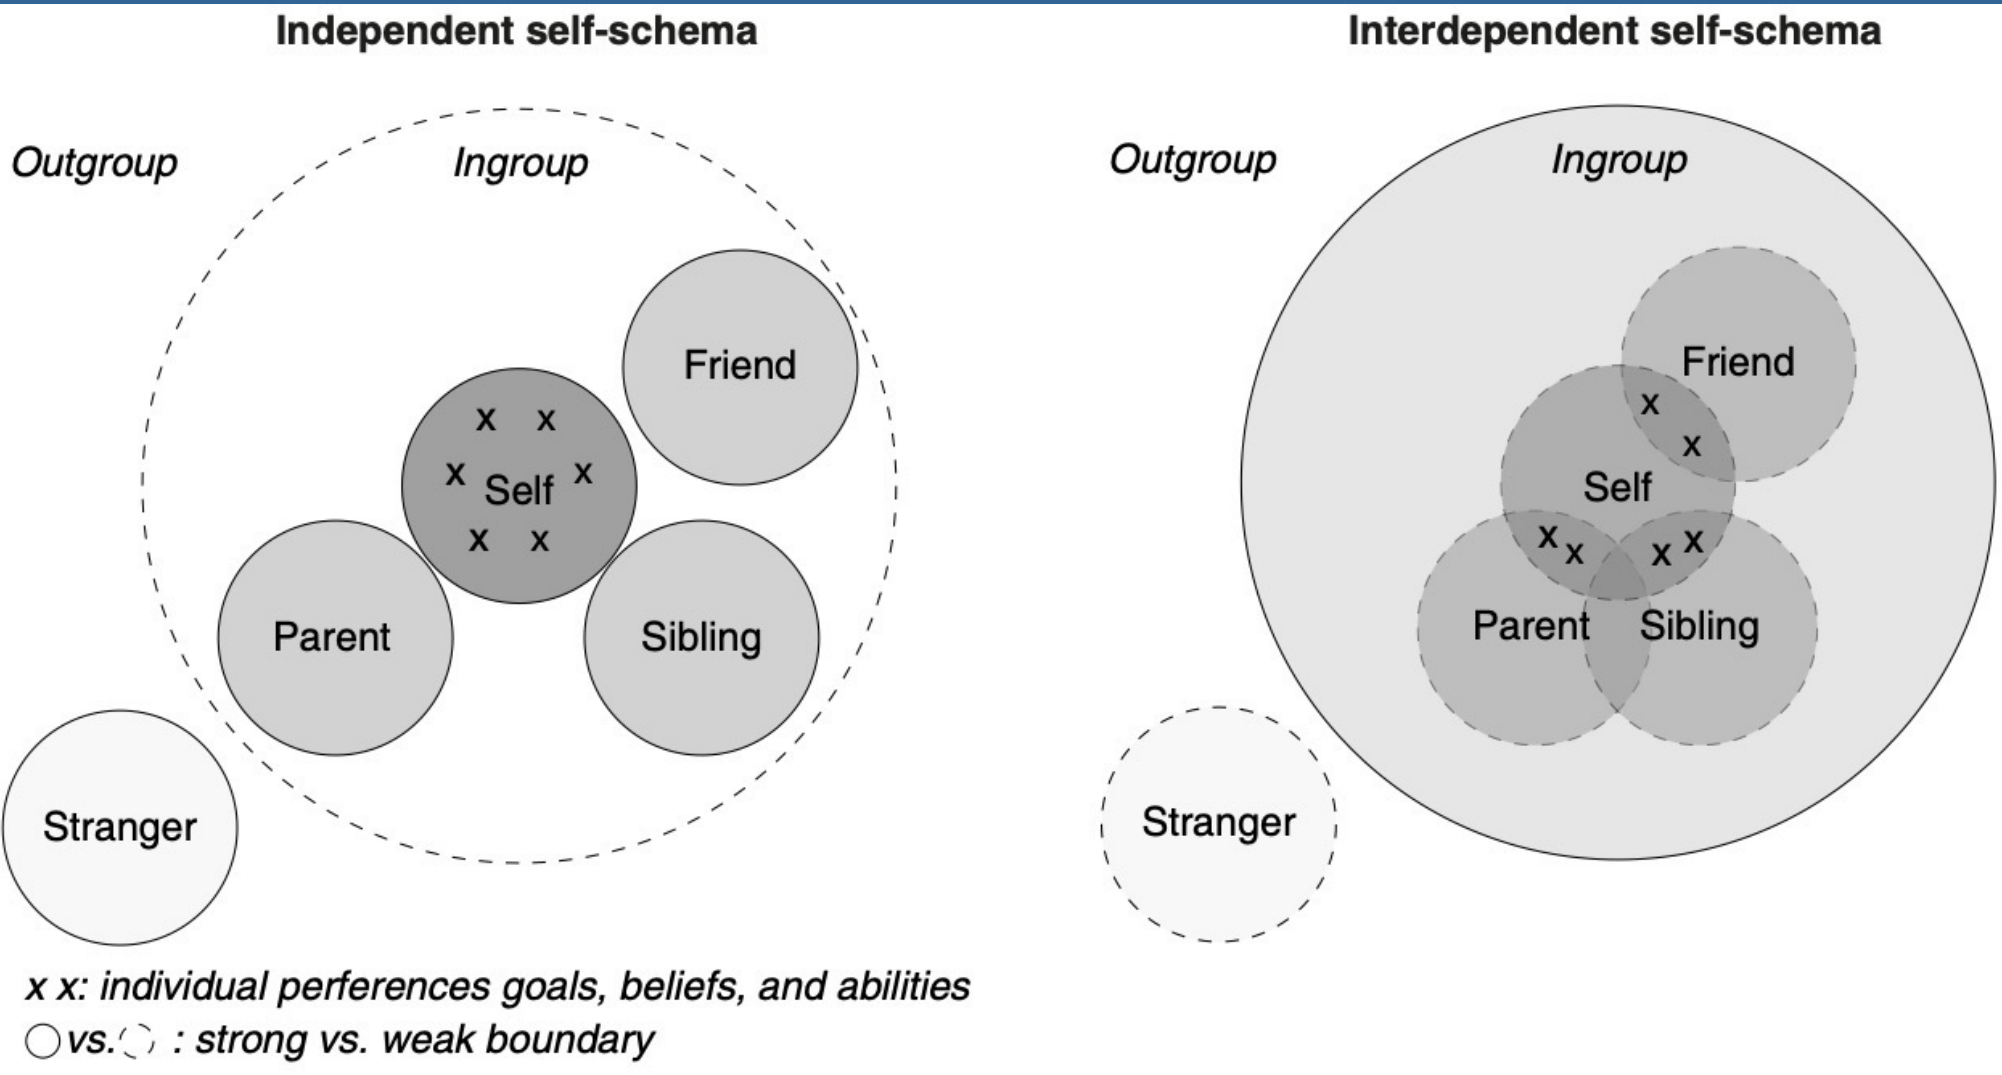 Independent self-schema
Outgroup
Ingroup
Friend
x x
x Self x
x x
Parent
Sibling
Stranger
Interdependent self-schema
Outgroup
Ingroup
Friend
x
x
Self
x x
x x
Parent
Sibling
Stranger
x x: individual perferences goals, beliefs, and abilities
vs. : strong vs. weak boundary